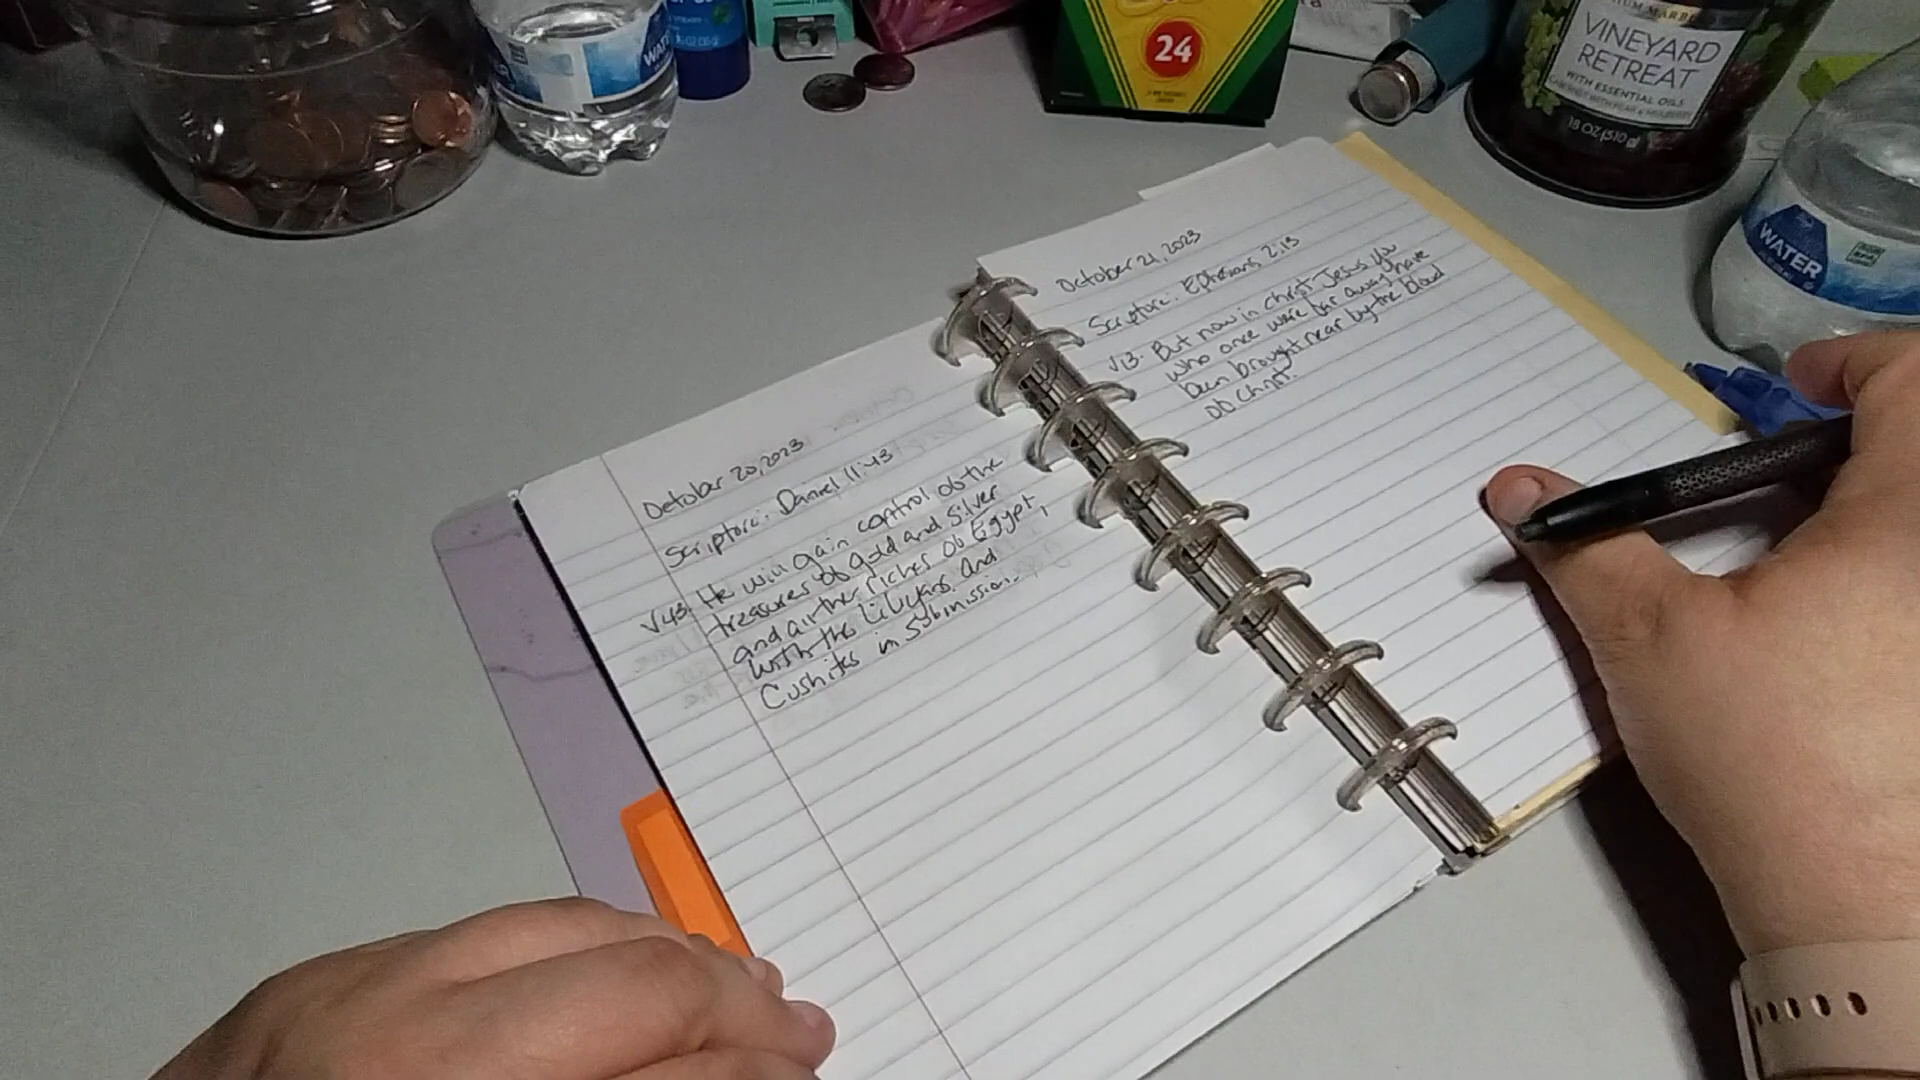 October 20, 2023
Scripture: Daniel 11:43
v43. He will gain control of the
treasures of gold and silver
and all the riches of Egypt,
with the Libyans and
Cushites in submission.
October 21, 2023
Scripture: Ephesians 2:13
v13. But now in christ Jesus you
who once were far away have
been brought near by the blood
of christ.
24
VINEYARD
RETREAT
WITH ESSENTIAL OILS
18 OZ (510 g)
WATER
WAT